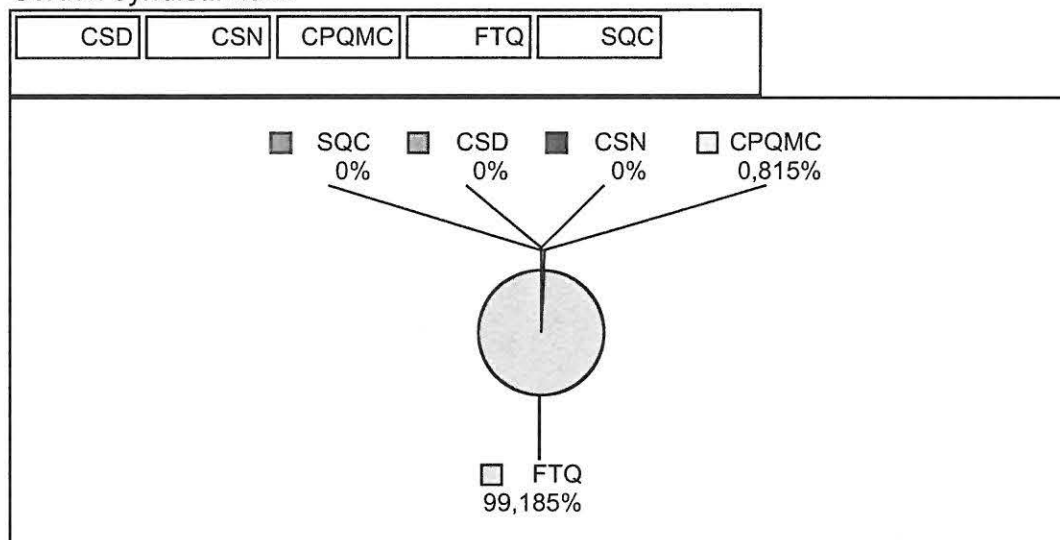 CSD CSN CPQMC FTQ SQC
SQC CSD CSN CPQMC
0% 0% 0% 0,815%
FTQ
99,185%